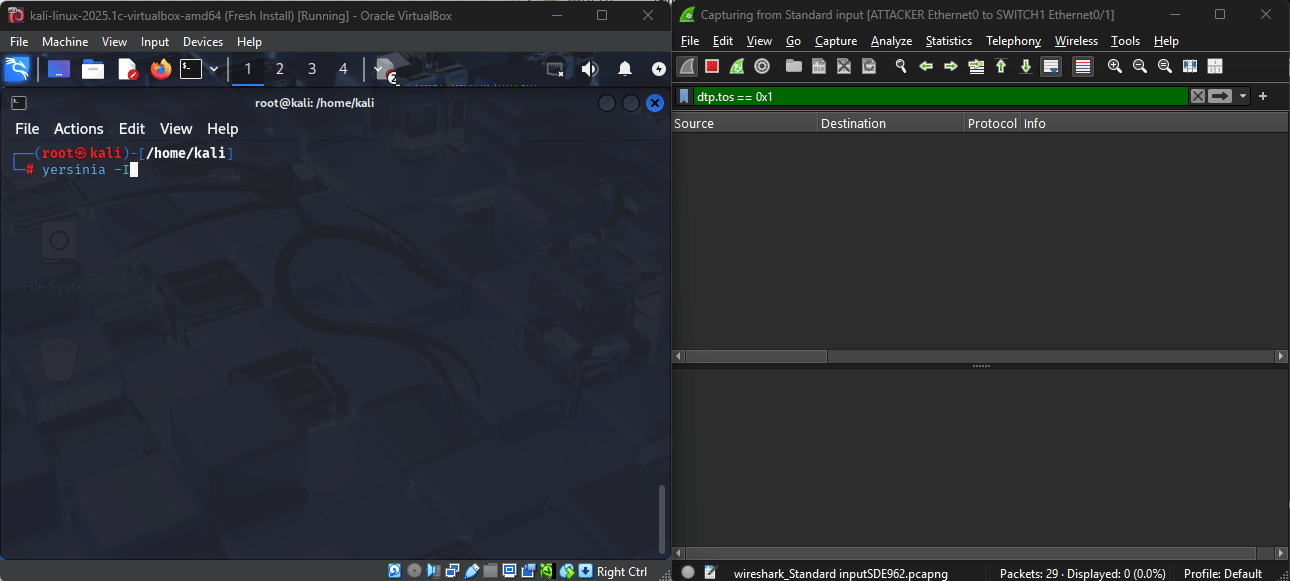 kali-linux-2025.1c-virtualbox-amd64 (Fresh Install) [Running] - Oracle VirtualBox
File Machine View Input Devices Help
1 2 3 4
2
root@kali: /home/kali
File Actions Edit View Help
(root㉿kali)-[/home/kali]
# yersinia -I
File System
Right Ctrl
Capturing from Standard input [ATTACKER Ethernet0 to SWITCH1 Ethernet0/1]
File Edit View Go Capture Analyze Statistics Telephony Wireless Tools Help
dtp.tos == 0x1
Source Destination Protocol Info
wireshark_Standard inputSDE962.pcapng Packets: 29 · Displayed: 0 (0.0%) Profile: Default